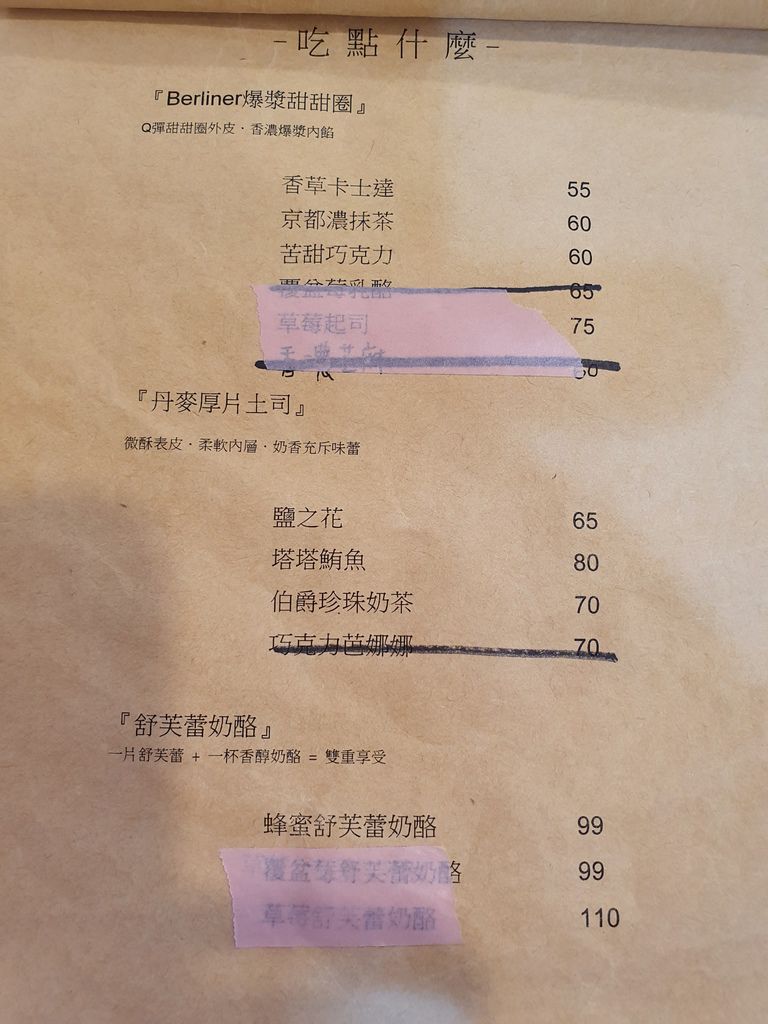 -吃點什麼-
『Berliner爆漿甜甜圈』
Q彈甜甜圈外皮·香濃爆漿內餡
香草卡士達 55
京都濃抹茶 60
苦甜巧克力 60
覆盆莓乳酪 65
草莓起司 75
60
『丹麥厚片土司』
微酥表皮·柔軟內層·奶香充斥味蕾
鹽之花 65
塔塔鮪魚 80
伯爵珍珠奶茶 70
巧克力芭娜娜 70
『舒芙蕾奶酪』
一片舒芙蕾 + 一杯香醇奶酪 = 雙重享受
蜂蜜舒芙蕾奶酪 99
覆盆莓舒芙蕾奶酪 99
草莓舒芙蕾奶酪 110